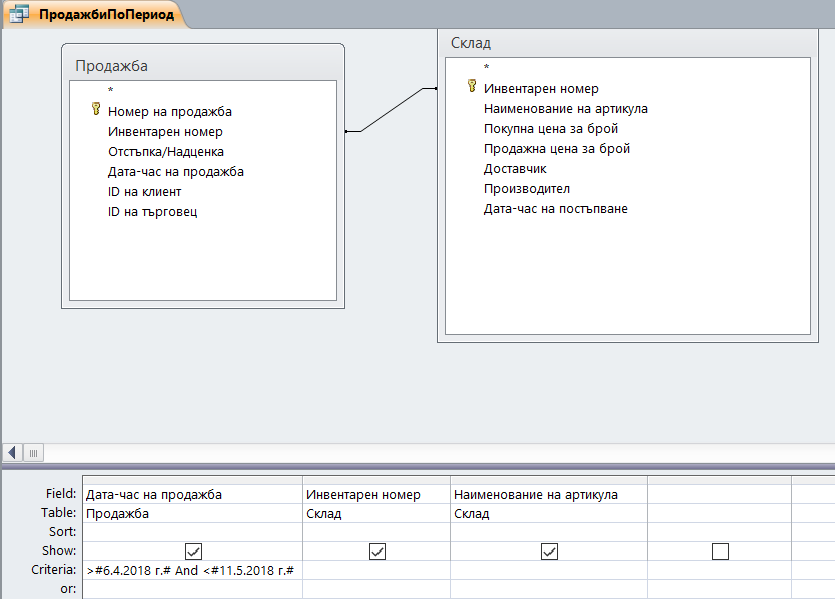 ПродажбиПоПериод
Продажба
*
Номер на продажба
Инвентарен номер
Отстъпка/Надценка
Дата-час на продажба
ID на клиент
ID на търговец
Склад
*
Инвентарен номер
Наименование на артикула
Покупна цена за брой
Продажна цена за брой
Доставчик
Производител
Дата-час на постъпване
Field: Дата-час на продажба Инвентарен номер Наименование на артикула
Table: Продажба Склад Склад
Sort:
Show:
Criteria: >#6.4.2018 г.# And <#11.5.2018 г.#
or: